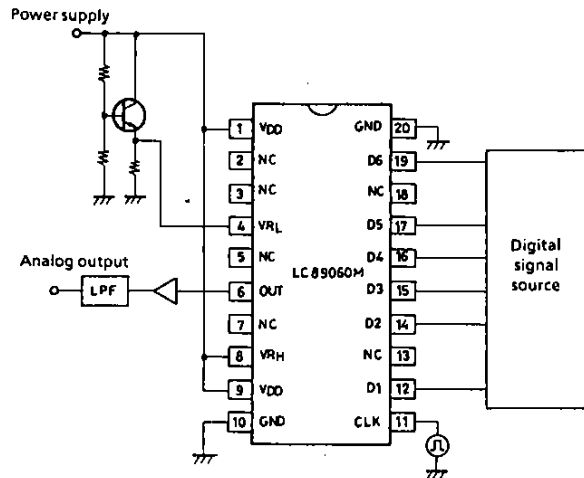 Power supply
1 VDD GND 20
2 NC D6 19
3 NC NC 18
4 VRL D5 17
5 NC D4 16
Analog output
LPF
6 OUT LC89060M D3 15
7 NC D2 14
8 VRH NC 13
9 VDD D1 12
10 GND CLK 11
Digital
signal
source